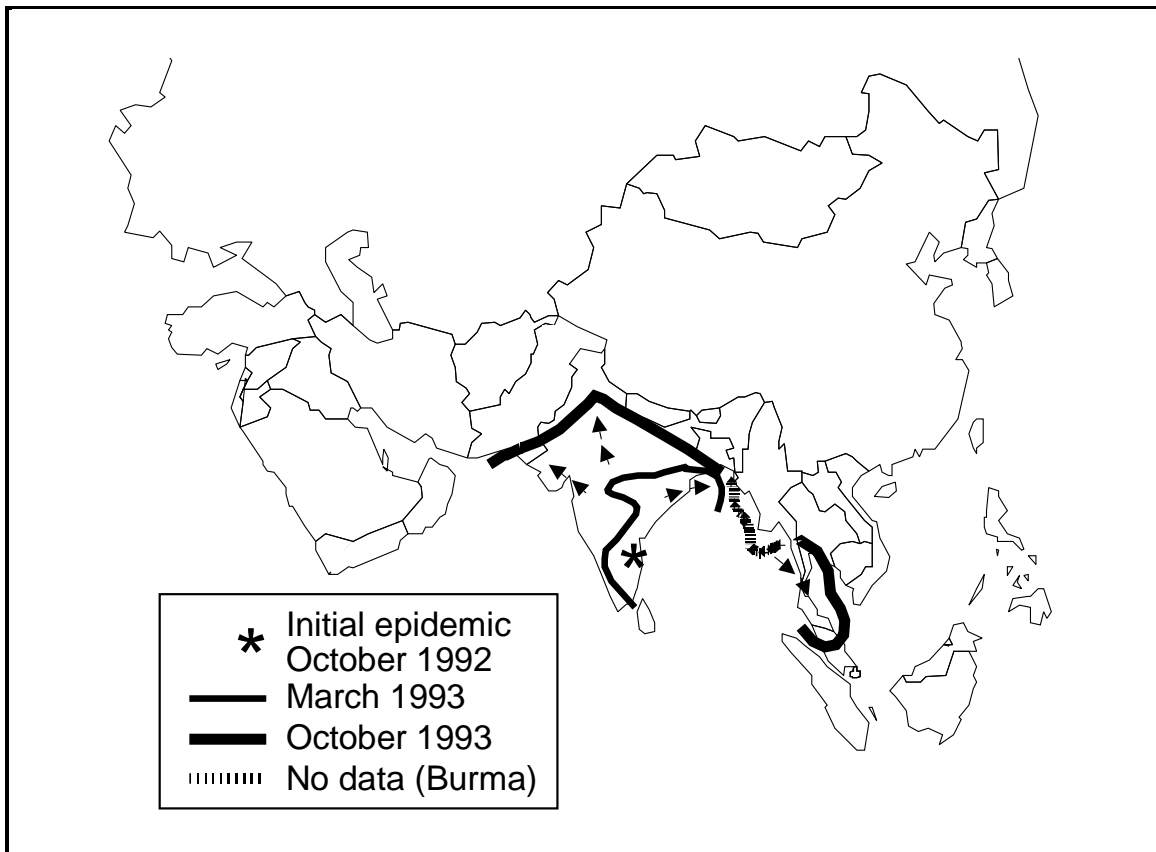 * Initial epidemic
October 1992
March 1993
October 1993
No data (Burma)